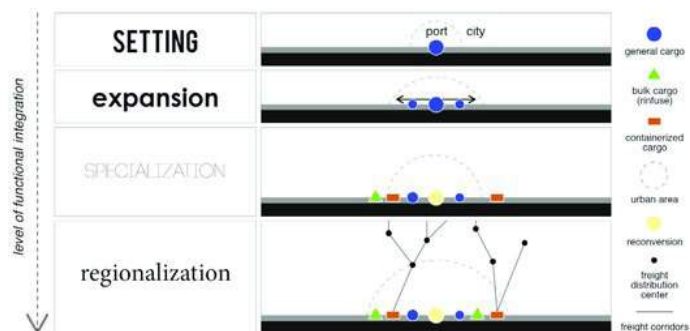 SETTING
port city
general cargo
expansion
bulk cargo
(rinfuse)
containerized
cargo
SPECIALIZATION
urban area
reconversion
regionalization
freight
distribution
center
freight corridors
level of functional integration